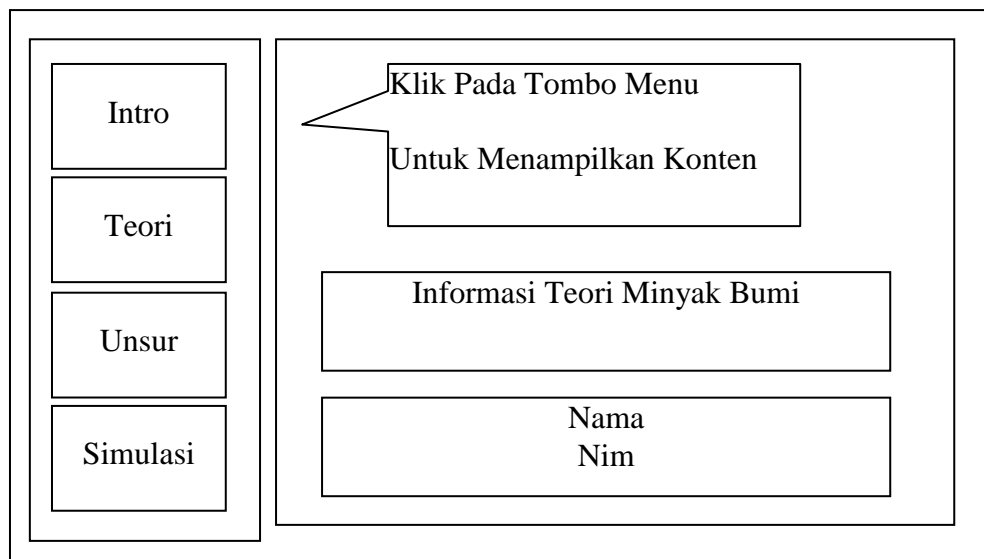 Intro
Teori
Unsur
Simulasi
Klik Pada Tombo Menu
Untuk Menampilkan Konten
Informasi Teori Minyak Bumi
Nama
Nim